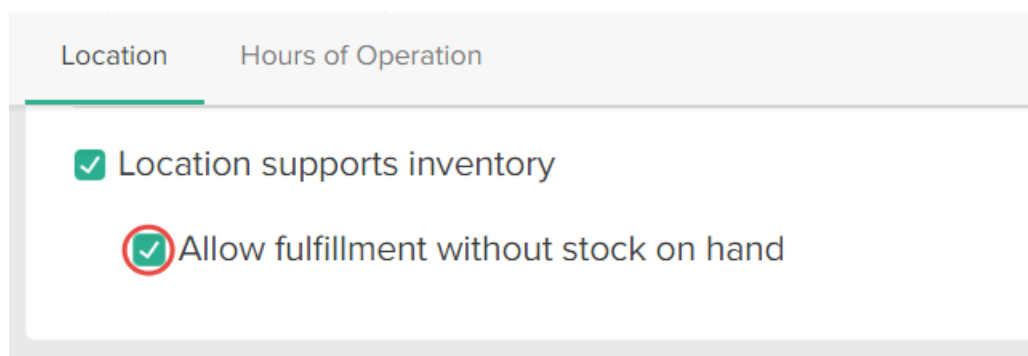 Location Hours of Operation
Location supports inventory
Allow fulfillment without stock on hand